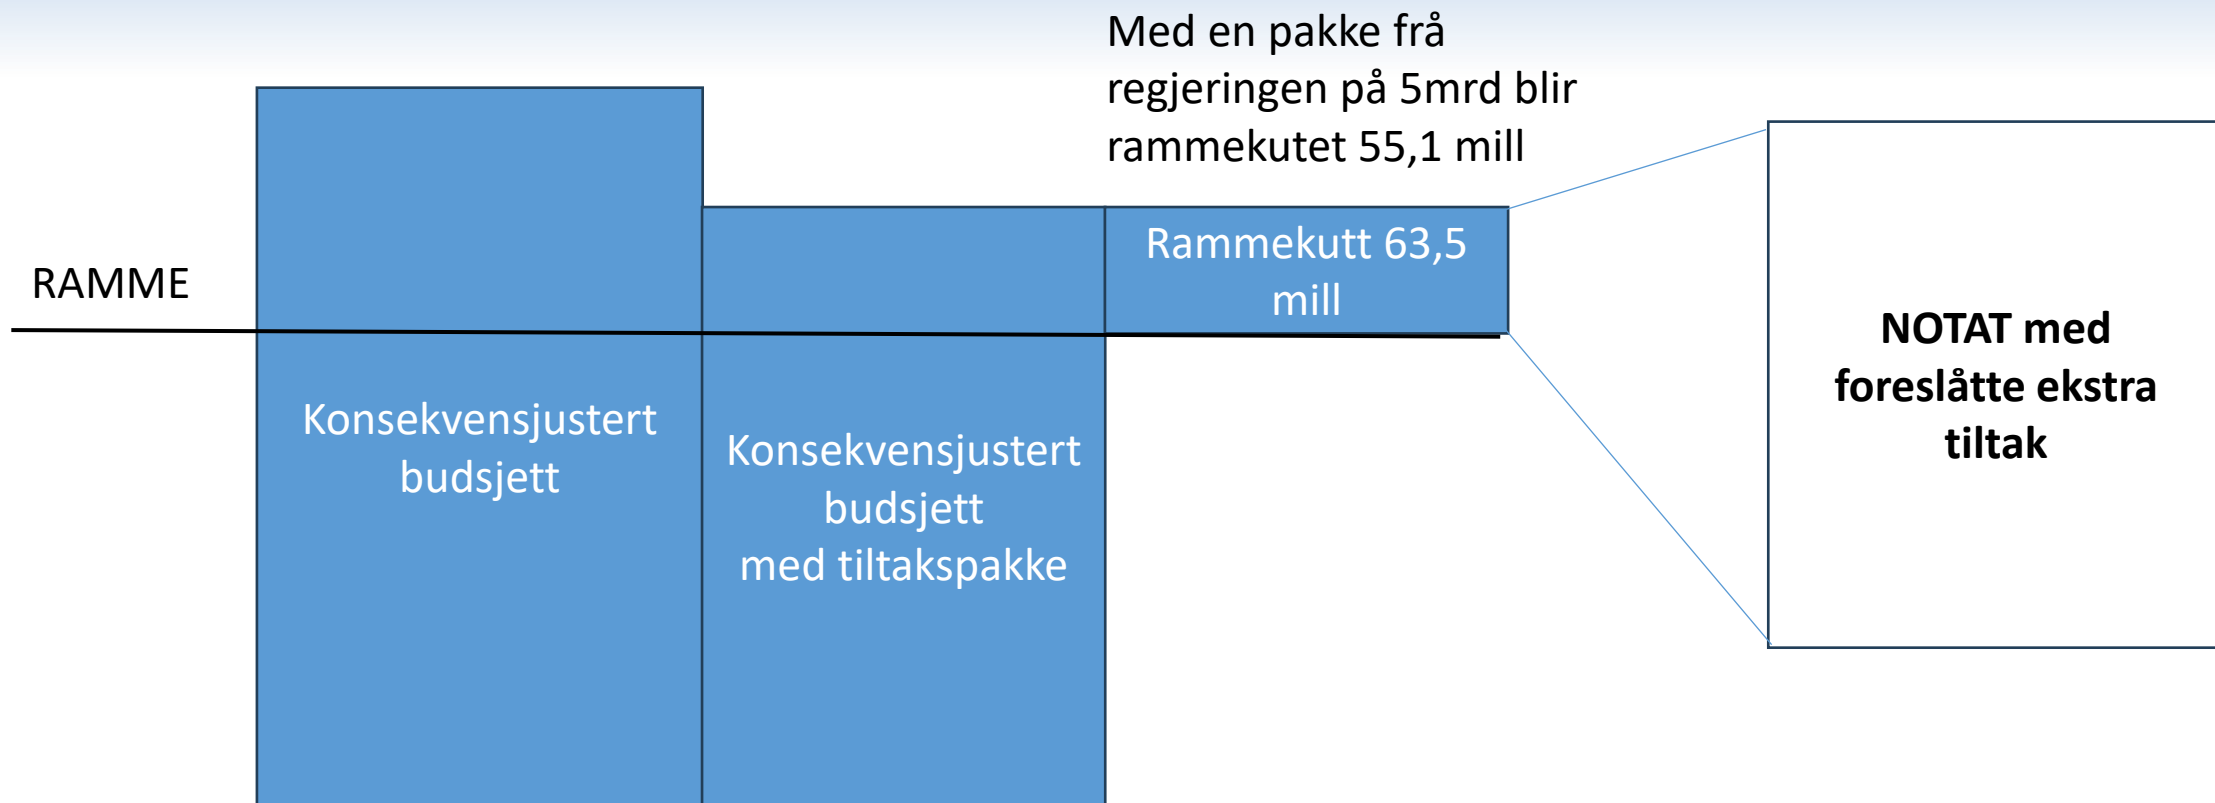 Med en pakke frå
regjeringen på 5mrd blir
rammekutet 55,1 mill
RAMME
Konsekvensjustert
budsjett
Konsekvensjustert
budsjett
med tiltakspakke
Rammekutt 63,5
mill
NOTAT med
foreslåtte ekstra
tiltak